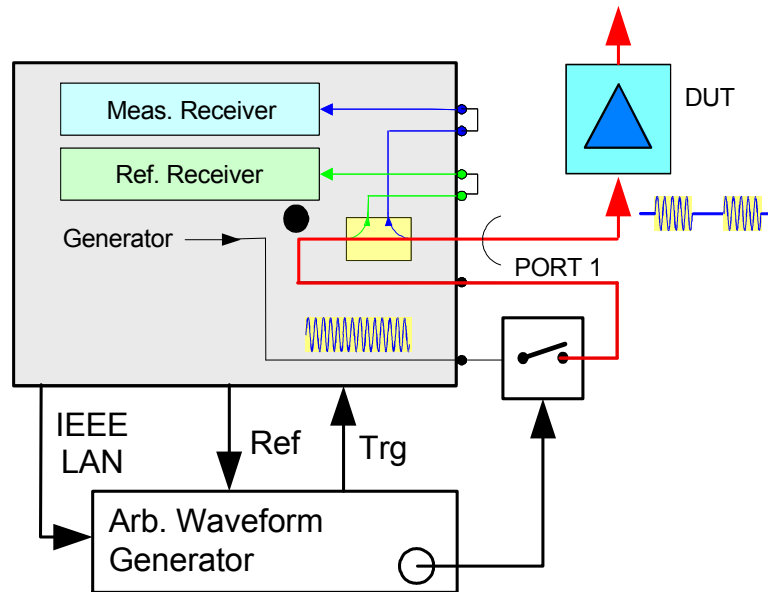 Meas. Receiver
DUT
Ref. Receiver
Generator
PORT 1
IEEE
LAN
Ref
Trg
Arb. Waveform
Generator